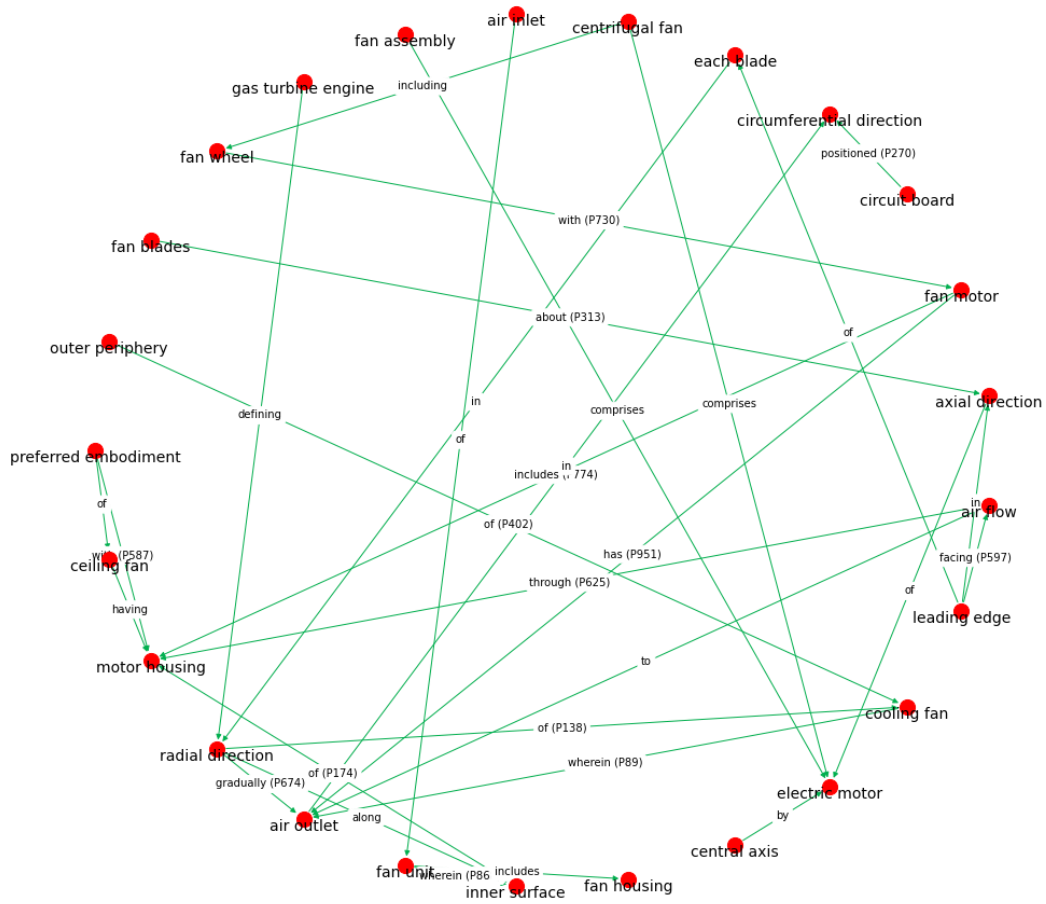 air inlet
centrifugal fan
fan assembly
each blade
gas turbine engine
including
circumferential direction
positioned (P270)
fan wheel
circuit board
with (P730)
fan blades
fan motor
about (P313)
of
outer periphery
in
comprises
comprises
axial direction
defining
of
preferred embodiment
in
includes (P774)
of
in
air flow
of (P402)
with (P587)
ceiling fan
has (P951)
facing (P597)
through (P625)
of
having
leading edge
motor housing
to
cooling fan
of (P138)
radial direction
wherein (P89)
of (P174)
gradually (P674)
electric motor
along
by
air outlet
central axis
fan unit
wherein (P86
includes
inner surface
fan housing